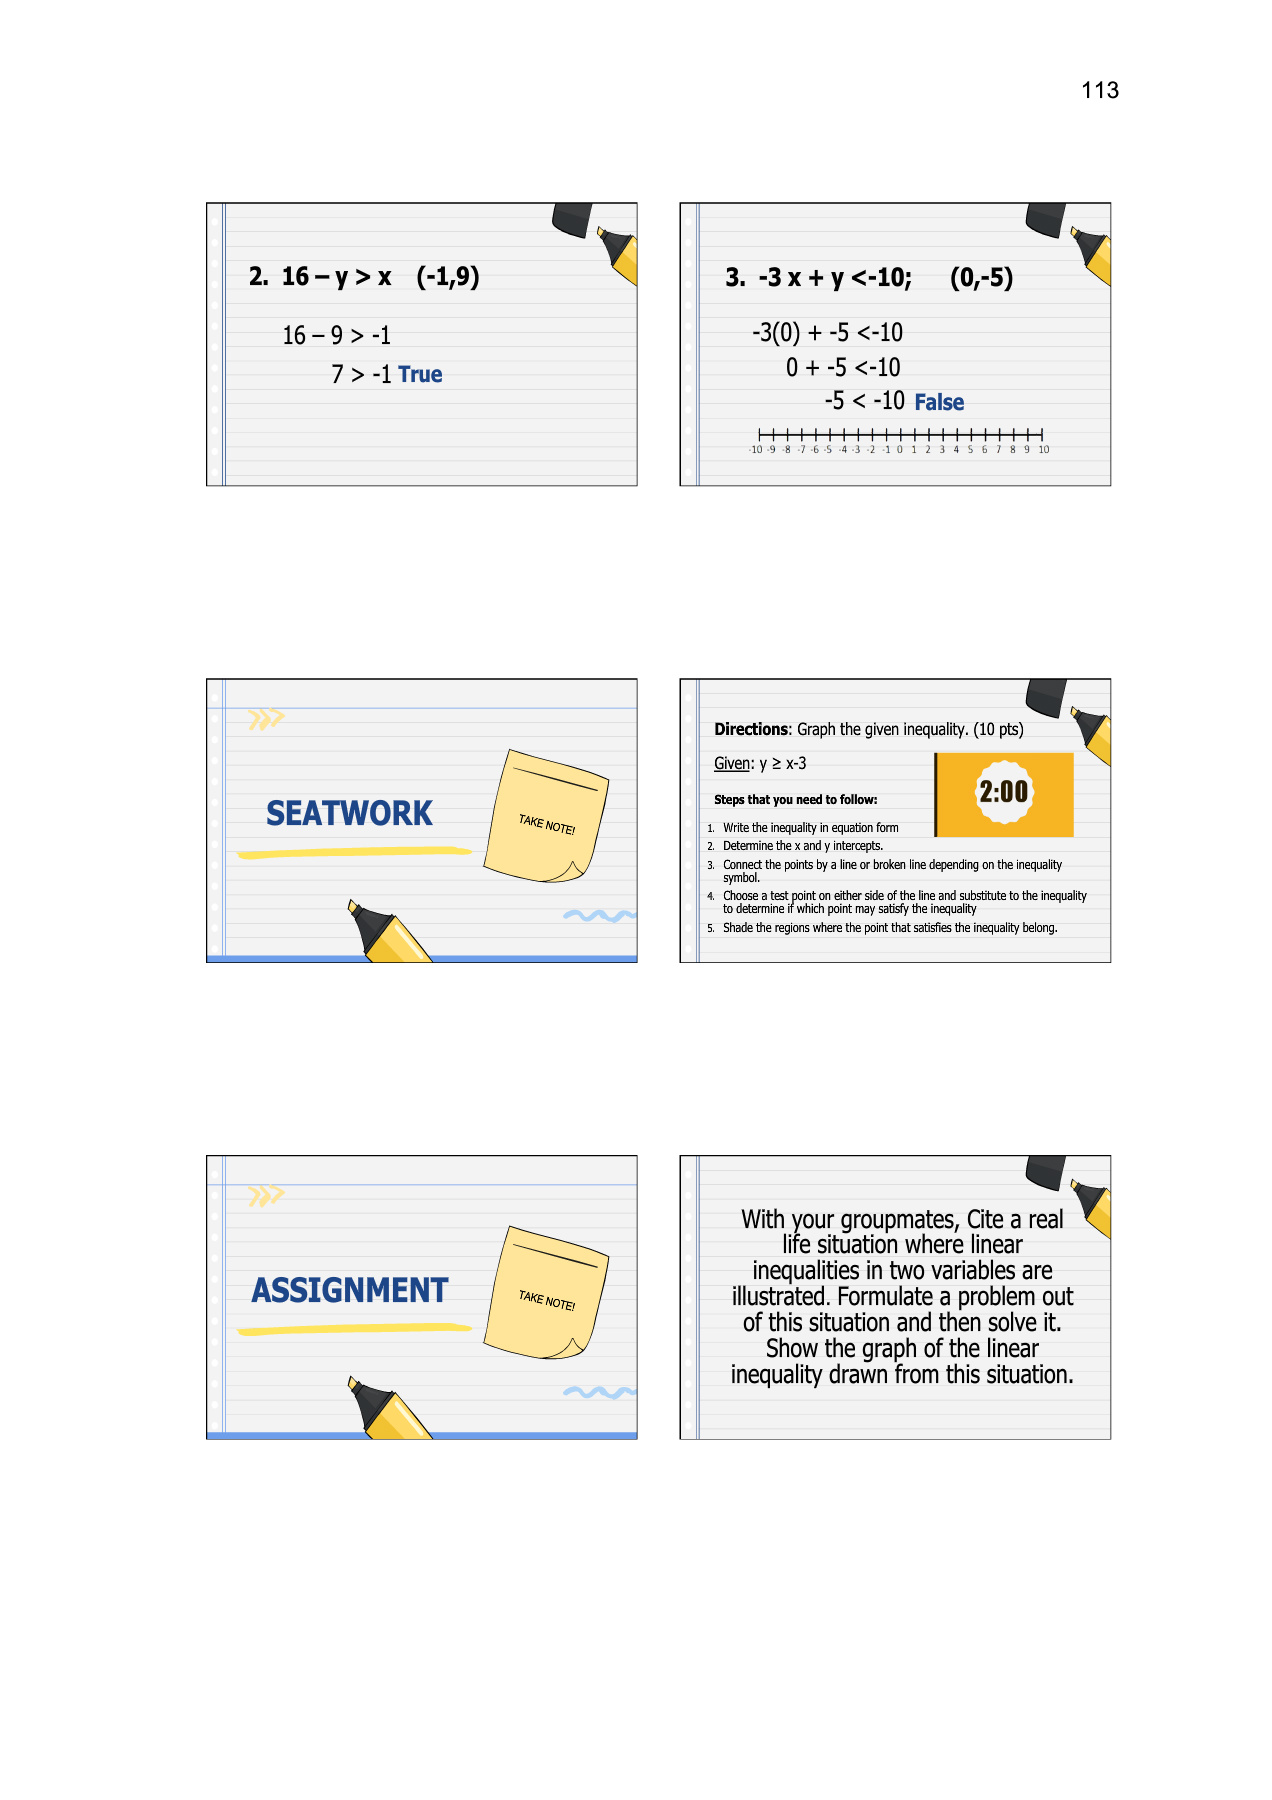 113
2. 16 – y > x (-1,9)
16 – 9 > -1
7 > -1 True
3. -3 x + y <-10; (0,-5)
-3(0) + -5 <-10
0 + -5 <-10
-5 < -10 False
-10 -9 -8 -7 -6 -5 -4 -3 -2 -1 0 1 2 3 4 5 6 7 8 9 10
SEATWORK
TAKE NOTE!
Directions: Graph the given inequality. (10 pts)
Given: y ≥ x-3
2:00
Steps that you need to follow:
1. Write the inequality in equation form
2. Determine the x and y intercepts.
3. Connect the points by a line or broken line depending on the inequality
symbol.
4. Choose a test point on either side of the line and substitute to the inequality
to determine if which point may satisfy the inequality
5. Shade the regions where the point that satisfies the inequality belong.
ASSIGNMENT
TAKE NOTE!
With your groupmates, Cite a real
life situation where linear
inequalities in two variables are
illustrated. Formulate a problem out
of this situation and then solve it.
Show the graph of the linear
inequality drawn from this situation.